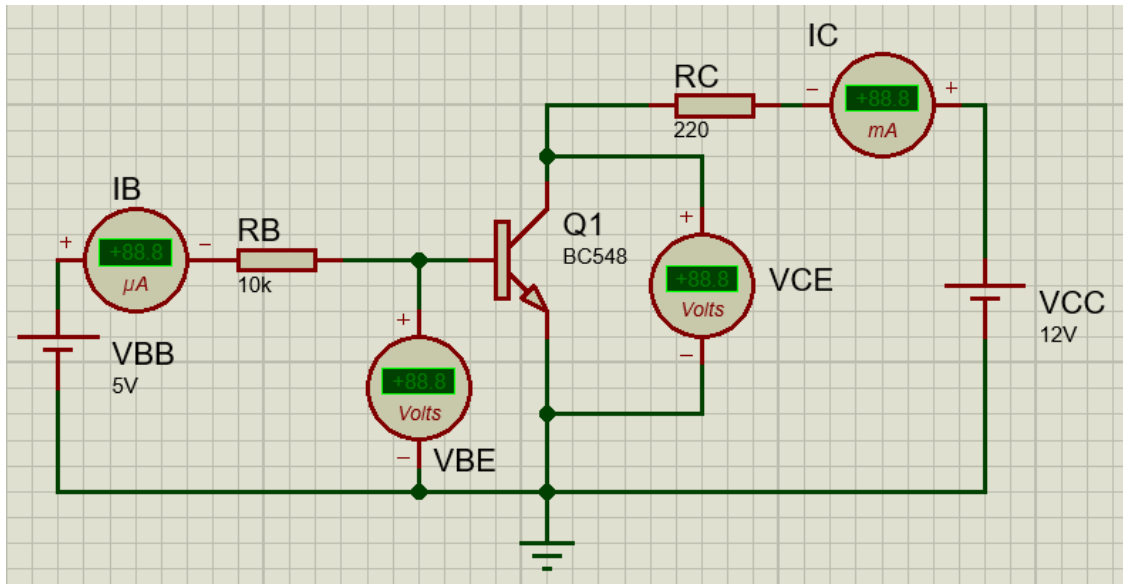 IC
+
-
+88.8
mA
RC
220
IB
+
-
+88.8
µA
RB
10k
Q1
BC548
+
+88.8
Volts
-
VCE
VCC
12V
VBB
5V
+
+88.8
Volts
-
VBE